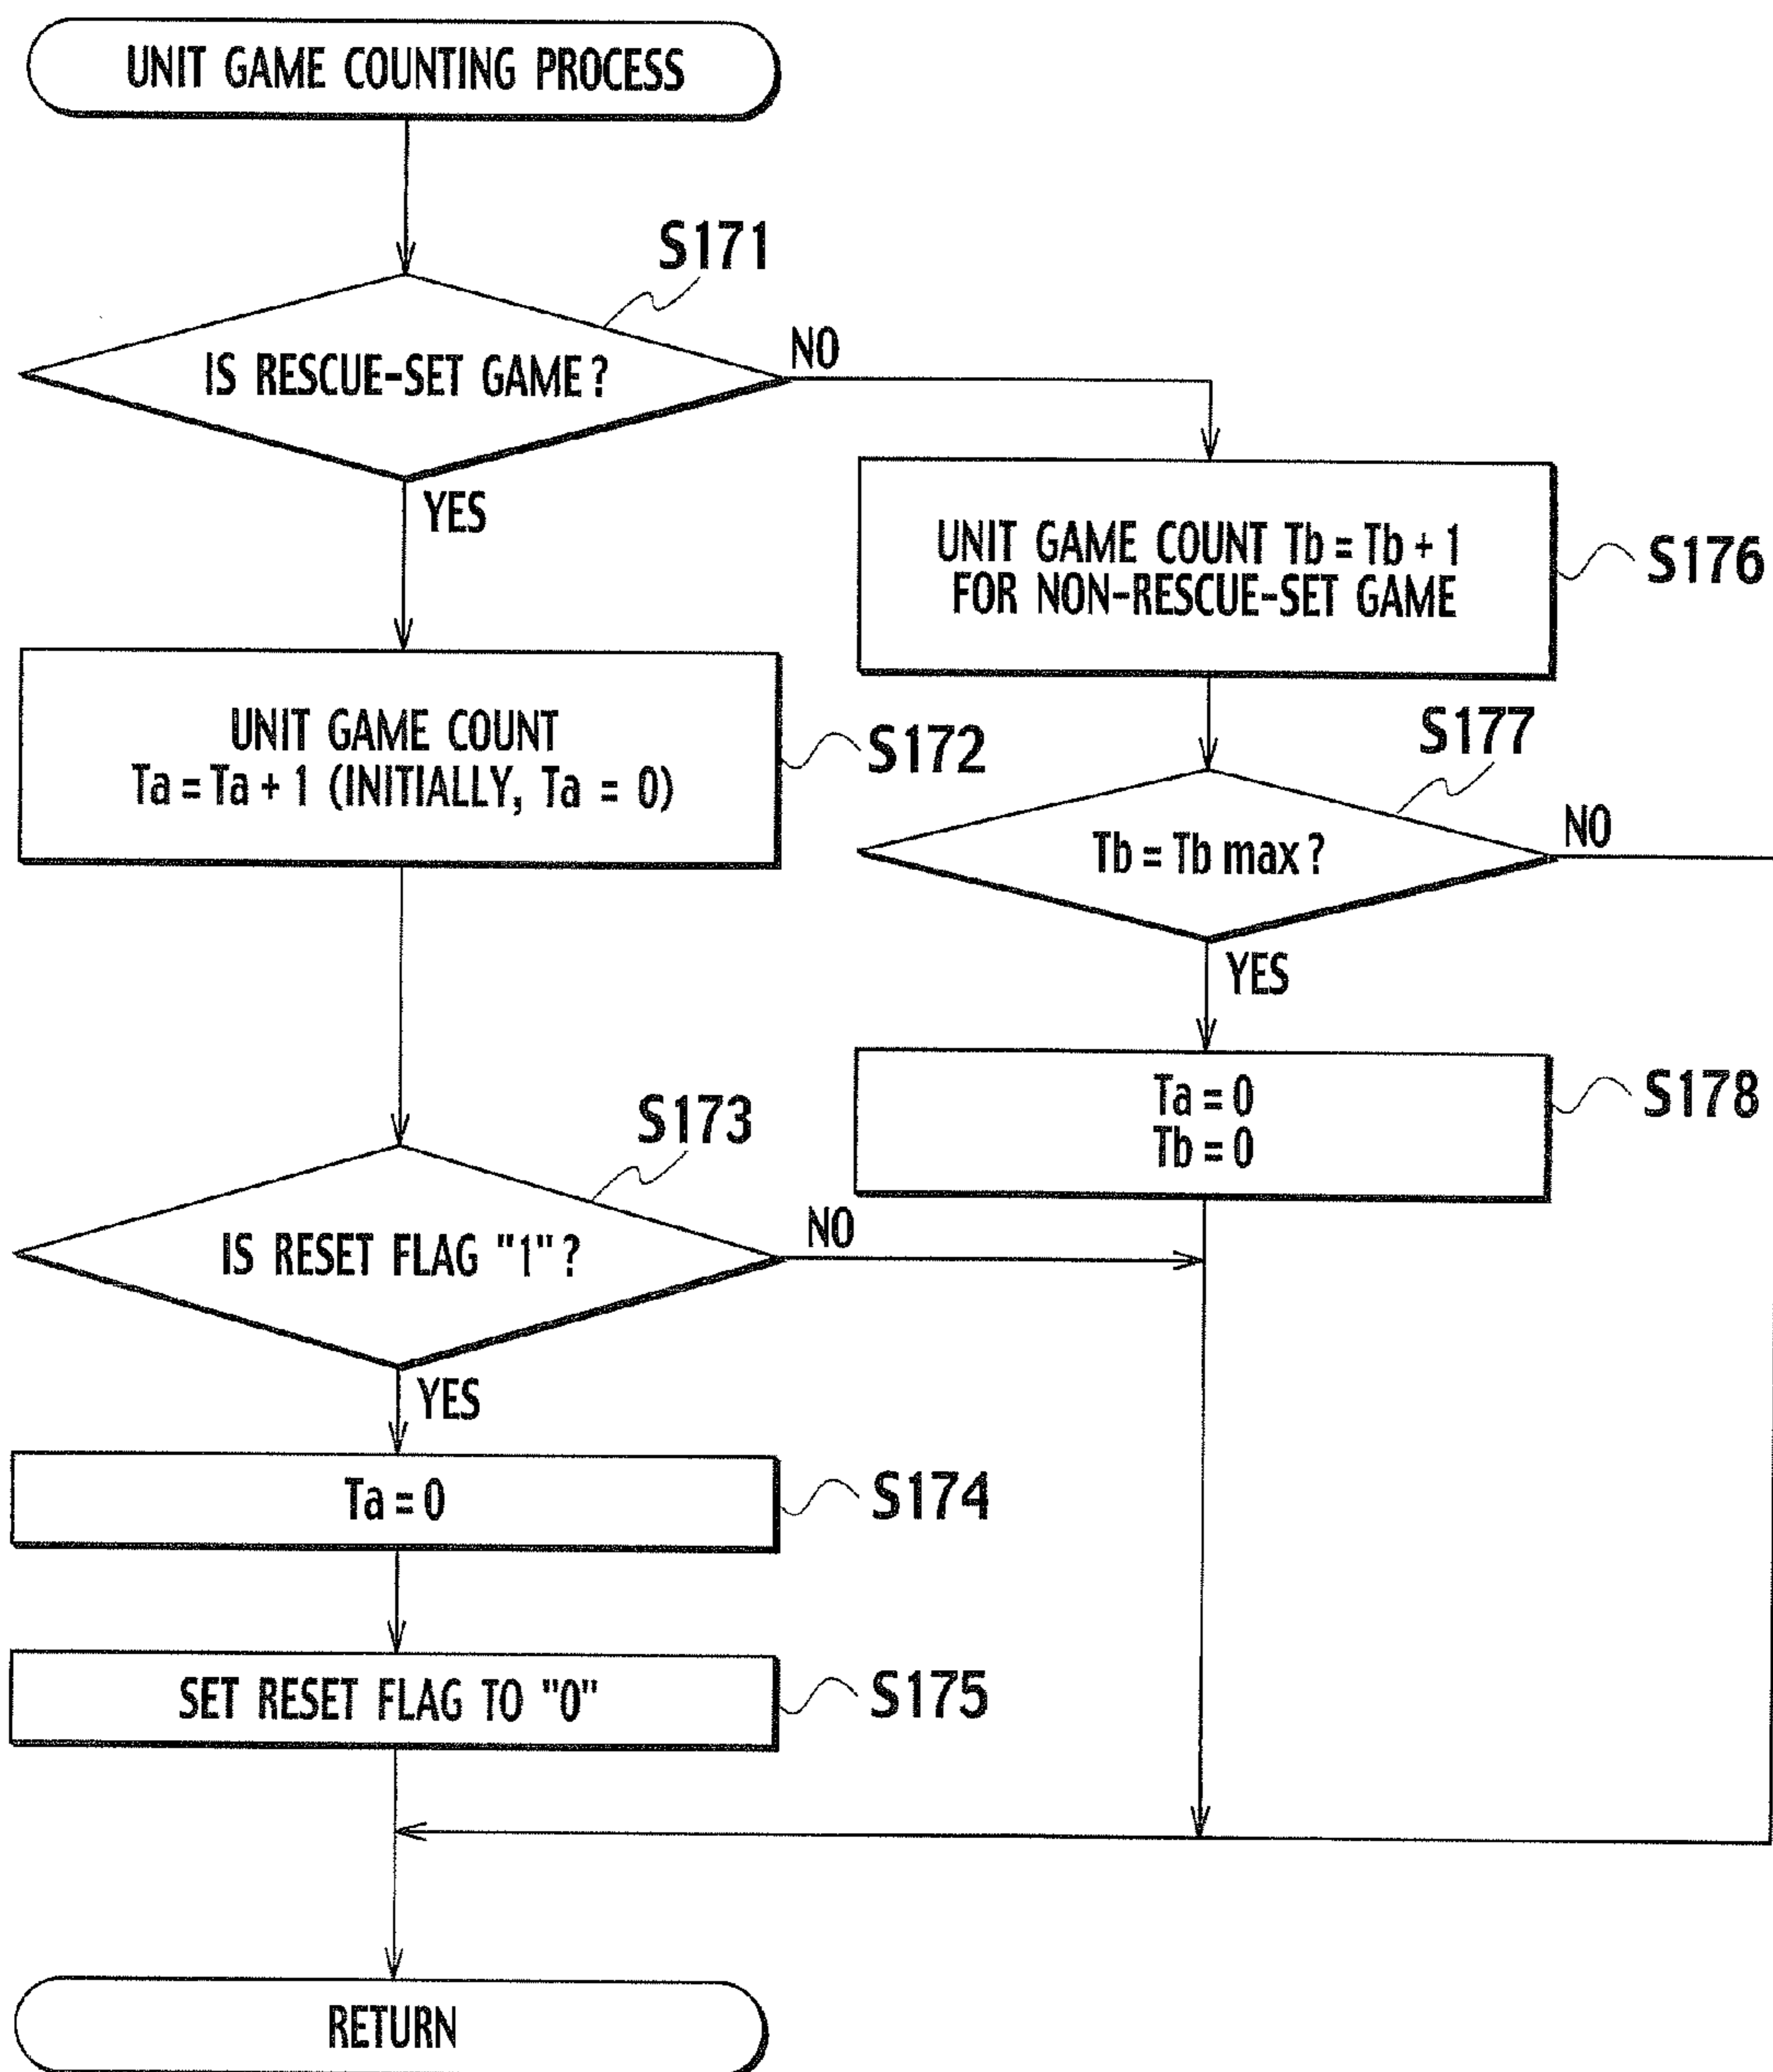 UNIT GAME COUNTING PROCESS
S171
IS RESCUE-SET GAME?
NO
YES
UNIT GAME COUNT Tb = Tb + 1
FOR NON-RESCUE-SET GAME
S176
UNIT GAME COUNT
Ta = Ta + 1 (INITIALLY, Ta = 0)
S172
S177
Tb = Tb max?
NO
YES
Ta = 0
Tb = 0
S178
S173
IS RESET FLAG "1"?
NO
YES
Ta = 0
S174
SET RESET FLAG TO "0"
S175
RETURN